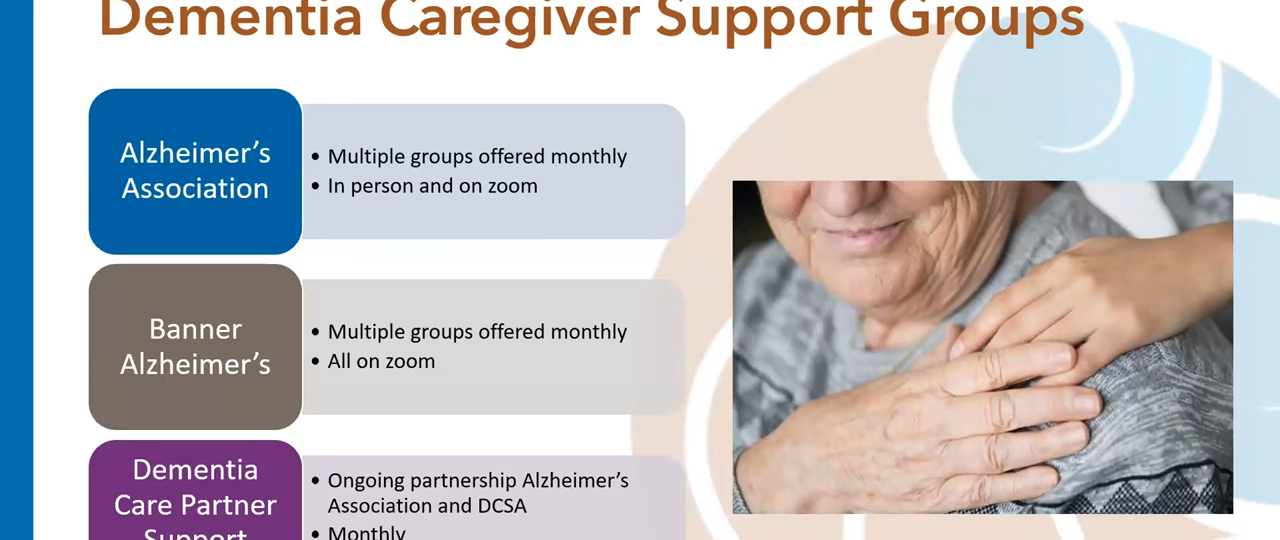 Dementia Caregiver Support Groups
Alzheimer's
Association
• Multiple groups offered monthly
• In person and on zoom
Banner
Alzheimer's
• Multiple groups offered monthly
• All on zoom
Dementia
Care Partner
Support
• Ongoing partnership Alzheimer's
Association and DCSA
• Monthly